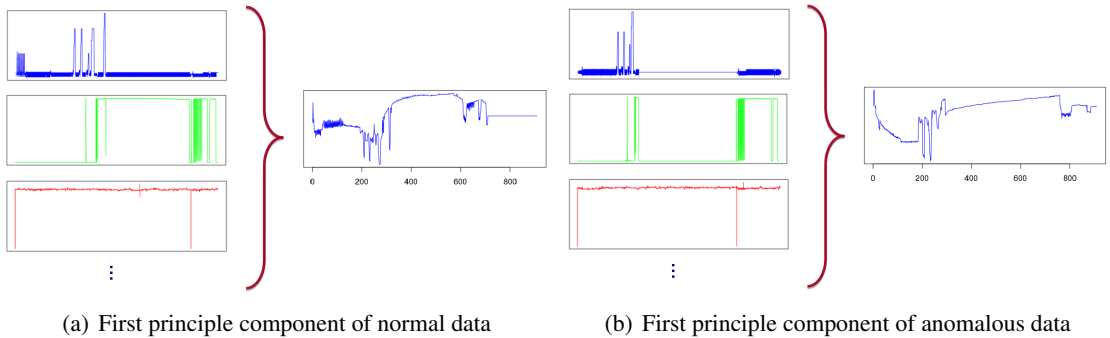 0 200 400 600 800
0 200 400 600 800
(a) First principle component of normal data
(b) First principle component of anomalous data